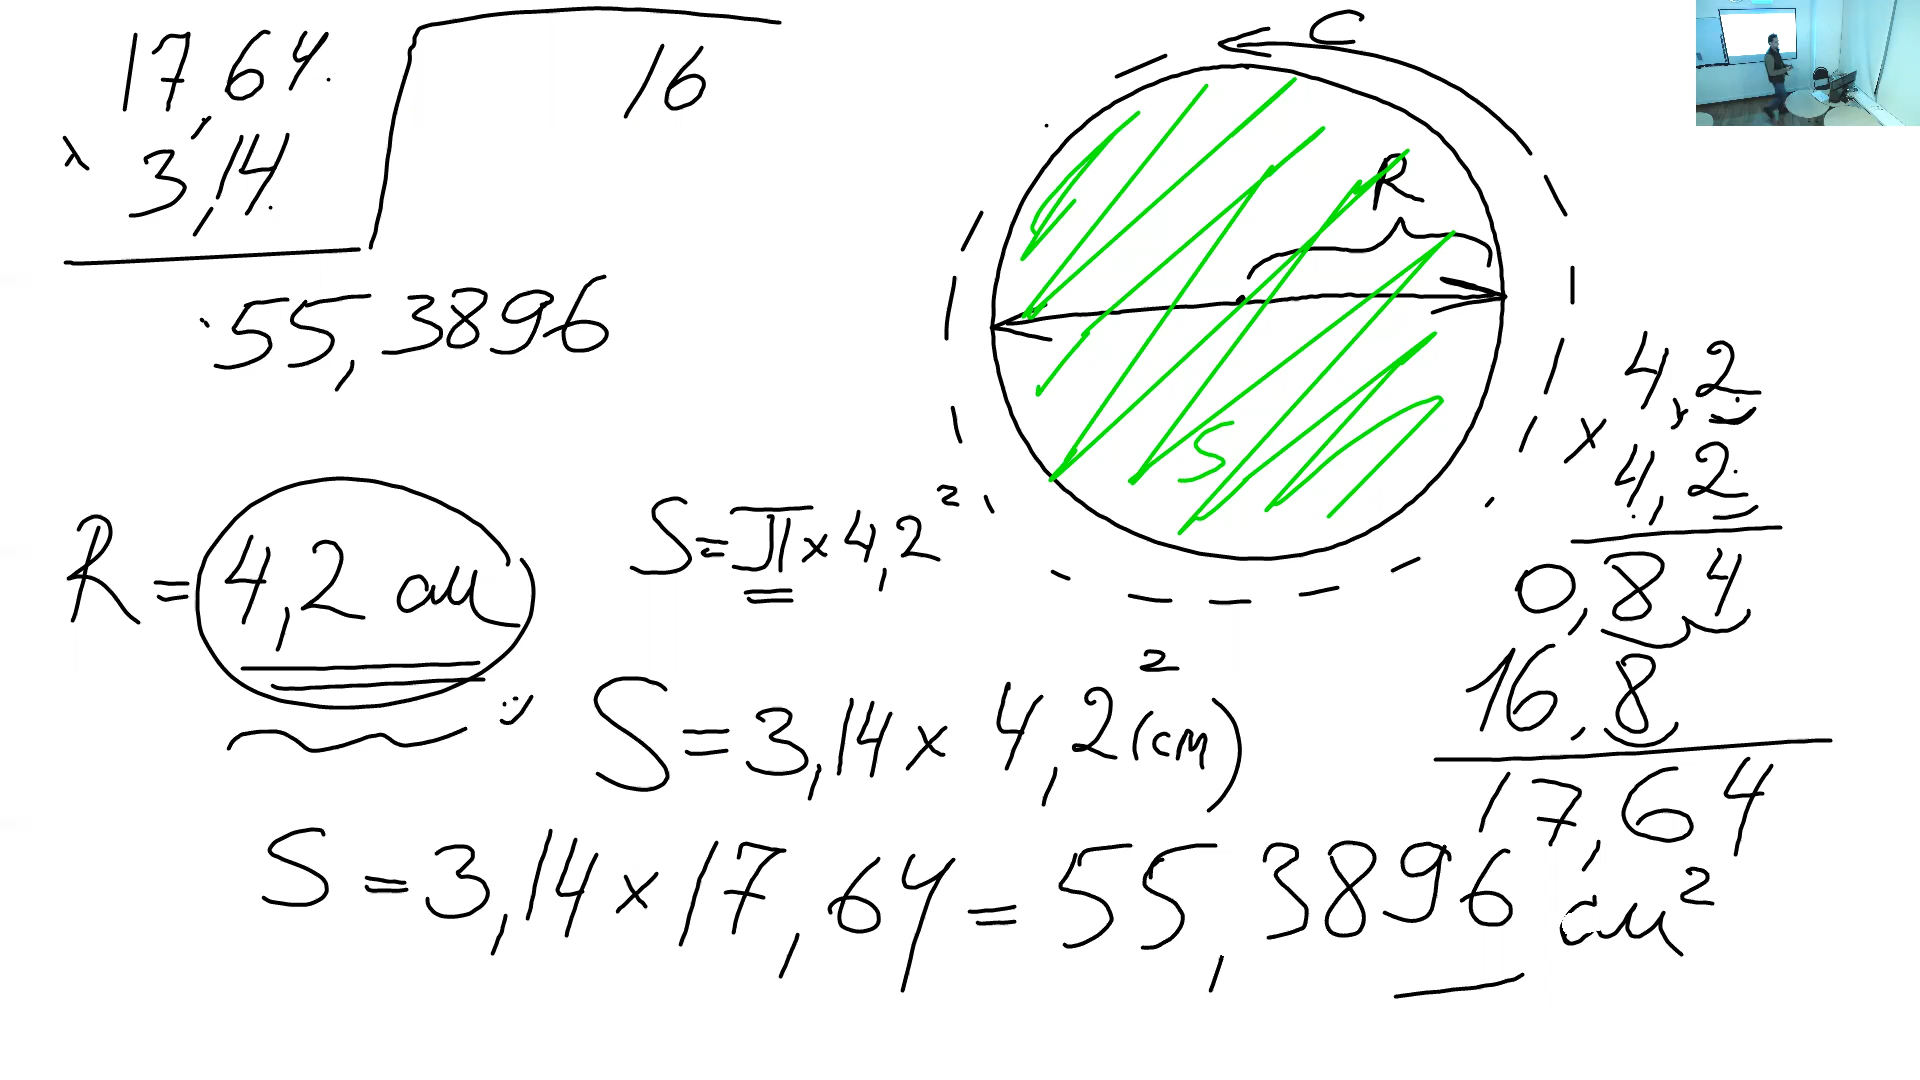 17,64
× 3,14
55,3896
16
C
R
S
4,2
× 4,2
0,84
16,8
17,64
R = 4,2 см
S = П × 4,2²
S = 3,14 × 4,2² (см)
S = 3,14 × 17,64 = 55,3896 см²